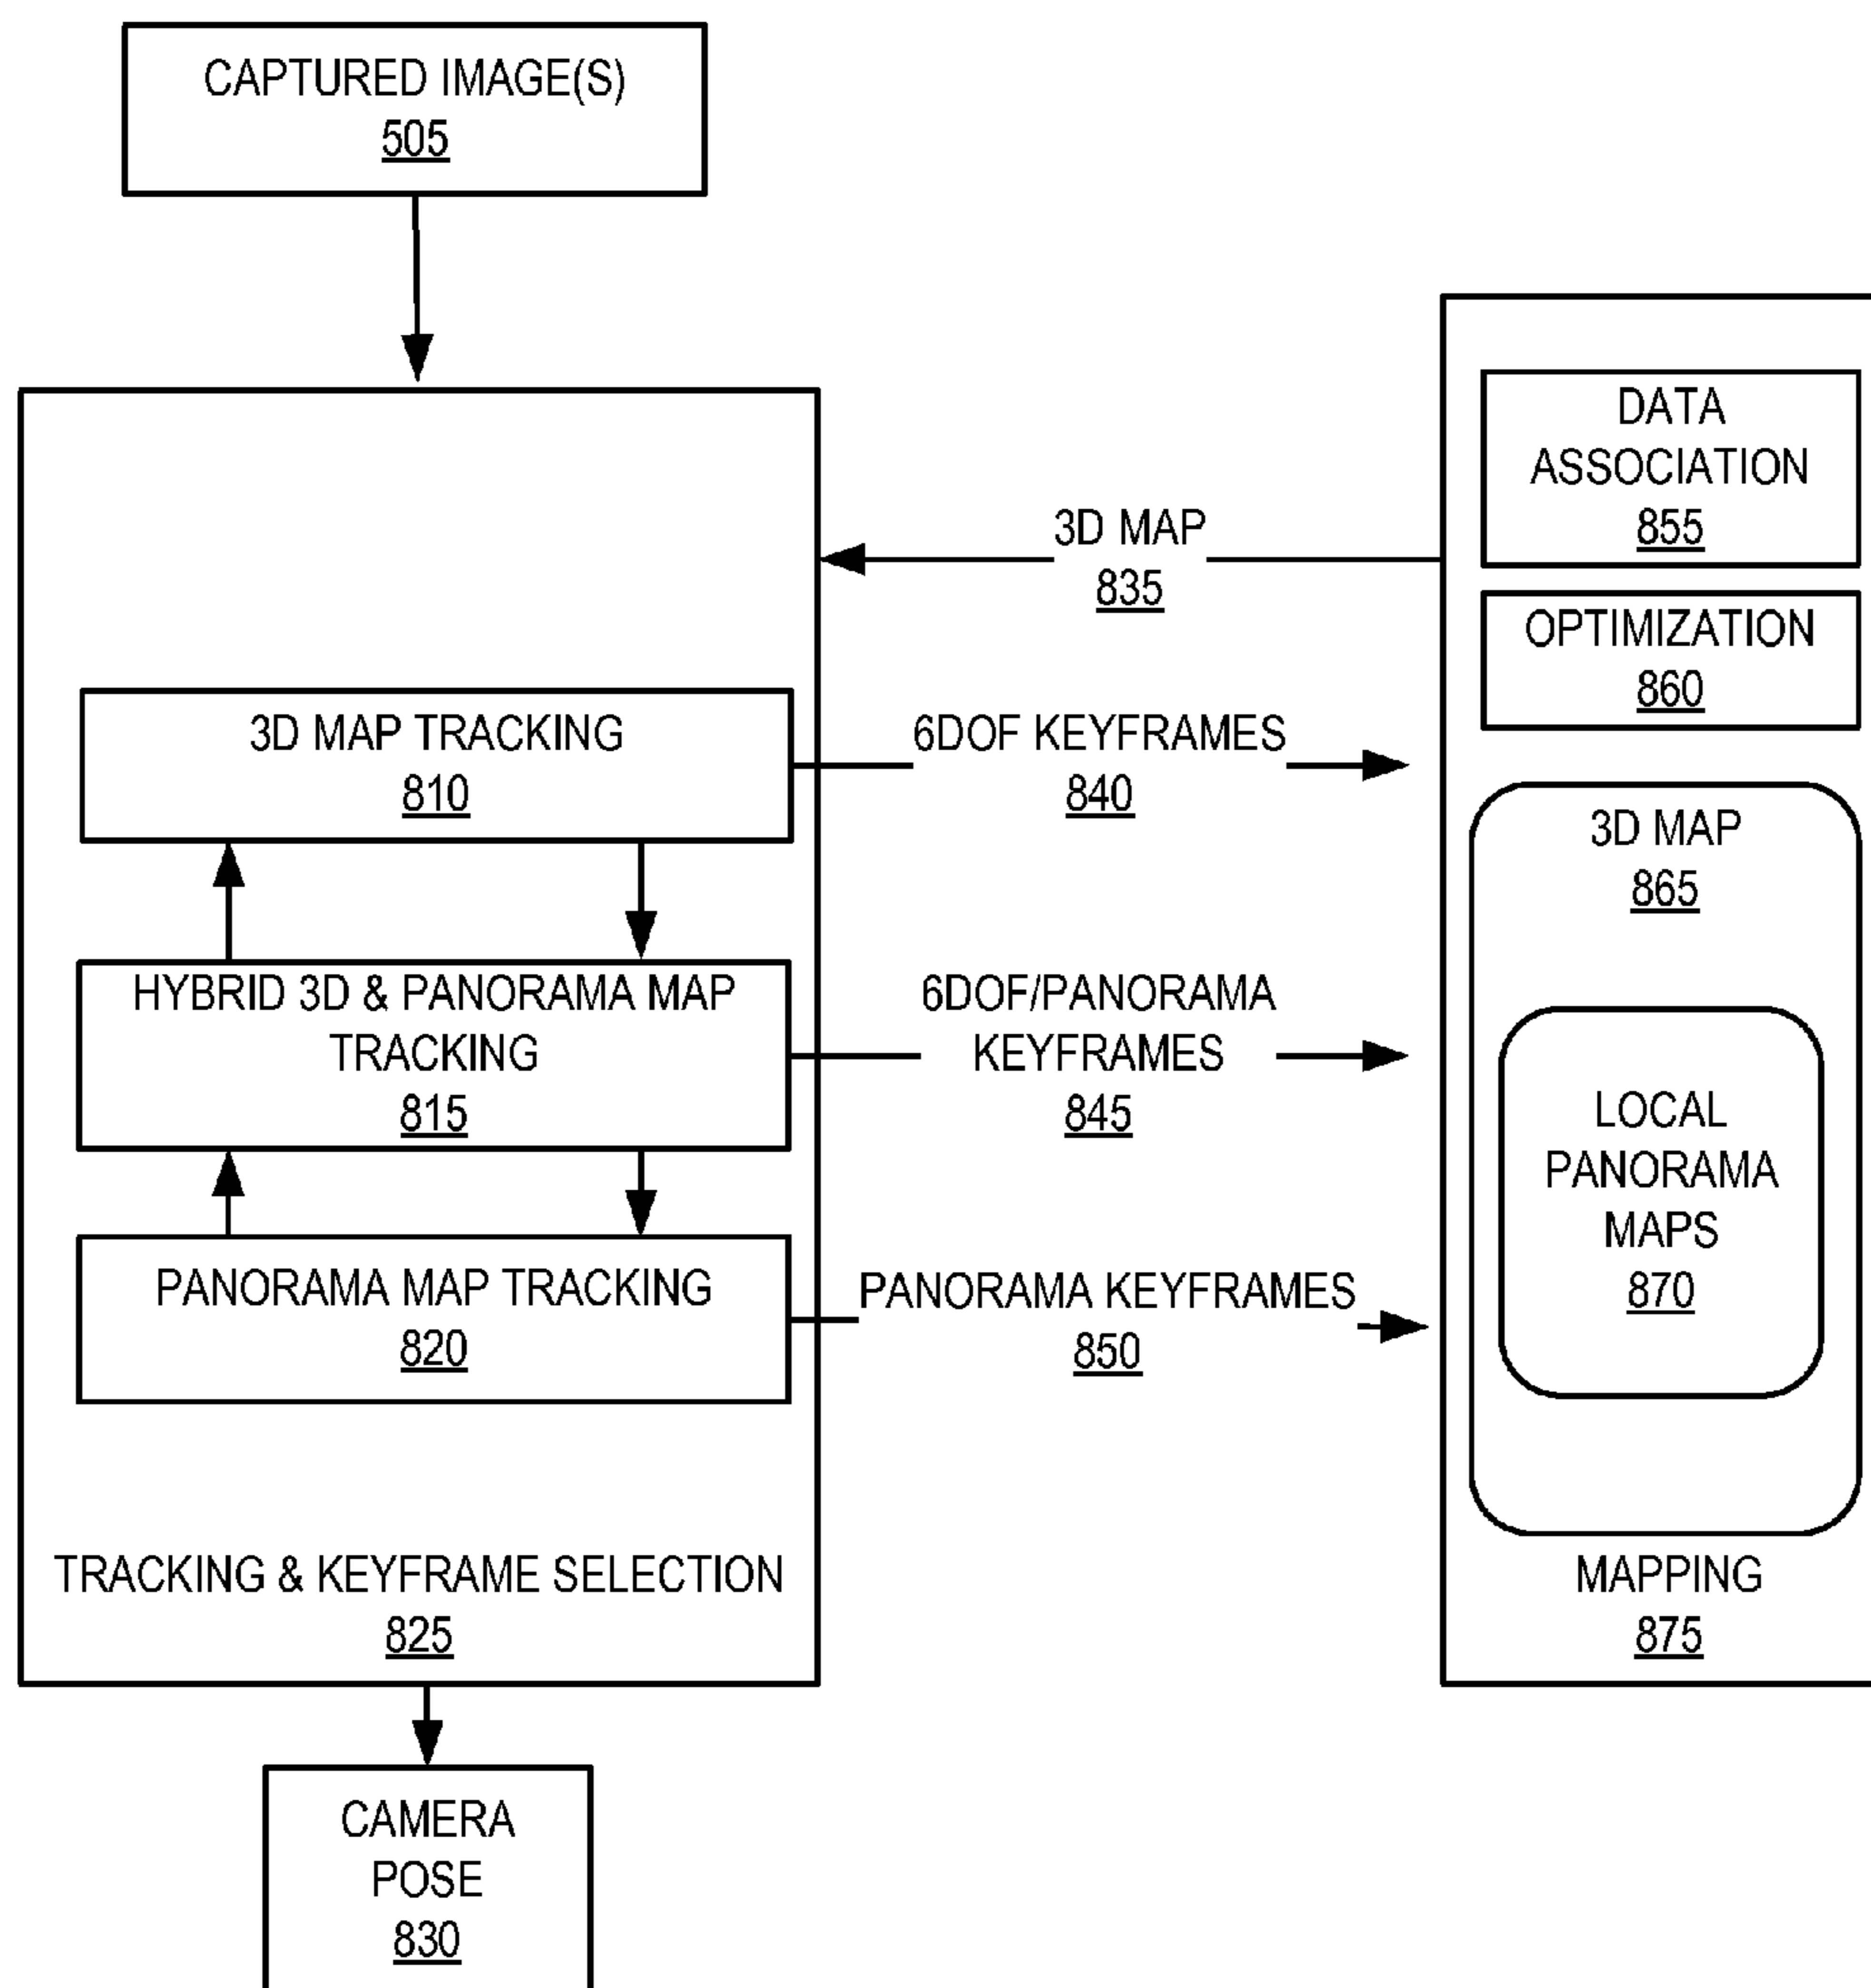 CAPTURED IMAGE(S)
505
3D MAP
835
3D MAP TRACKING
810
HYBRID 3D & PANORAMA MAP
TRACKING
815
PANORAMA MAP TRACKING
820
TRACKING & KEYFRAME SELECTION
825
6DOF KEYFRAMES
840
6DOF/PANORAMA
KEYFRAMES
845
PANORAMA KEYFRAMES
850
DATA
ASSOCIATION
855
OPTIMIZATION
860
3D MAP
865
LOCAL
PANORAMA
MAPS
870
MAPPING
875
CAMERA
POSE
830